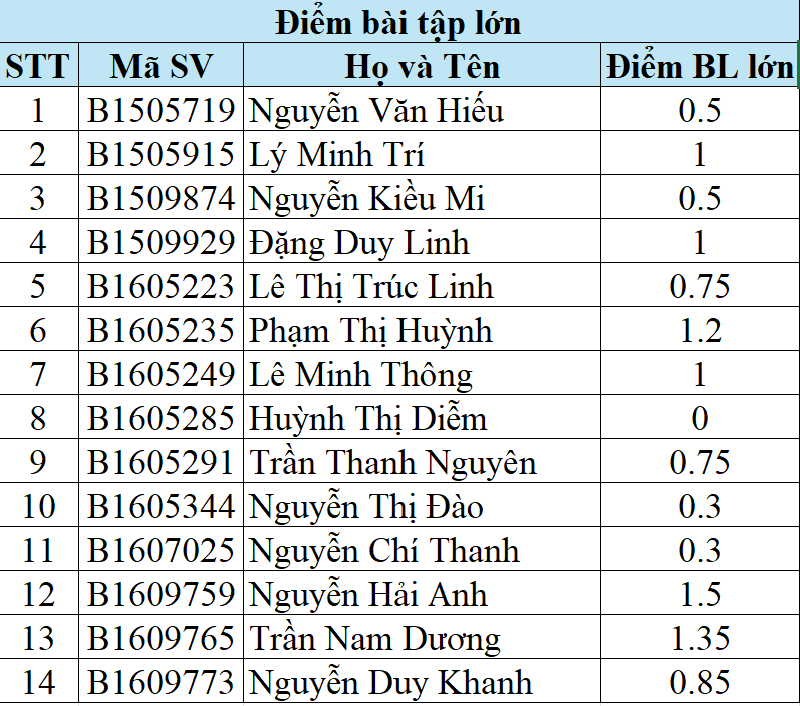 Điểm bài tập lớn
STT Mã SV Họ và Tên Điểm BL lớn
1 B1505719 Nguyễn Văn Hiếu 0.5
2 B1505915 Lý Minh Trí 1
3 B1509874 Nguyễn Kiều Mi 0.5
4 B1509929 Đặng Duy Linh 1
5 B1605223 Lê Thị Trúc Linh 0.75
6 B1605235 Phạm Thị Huỳnh 1.2
7 B1605249 Lê Minh Thông 1
8 B1605285 Huỳnh Thị Diễm 0
9 B1605291 Trần Thanh Nguyên 0.75
10 B1605344 Nguyễn Thị Đào 0.3
11 B1607025 Nguyễn Chí Thanh 0.3
12 B1609759 Nguyễn Hải Anh 1.5
13 B1609765 Trần Nam Dương 1.35
14 B1609773 Nguyễn Duy Khanh 0.85